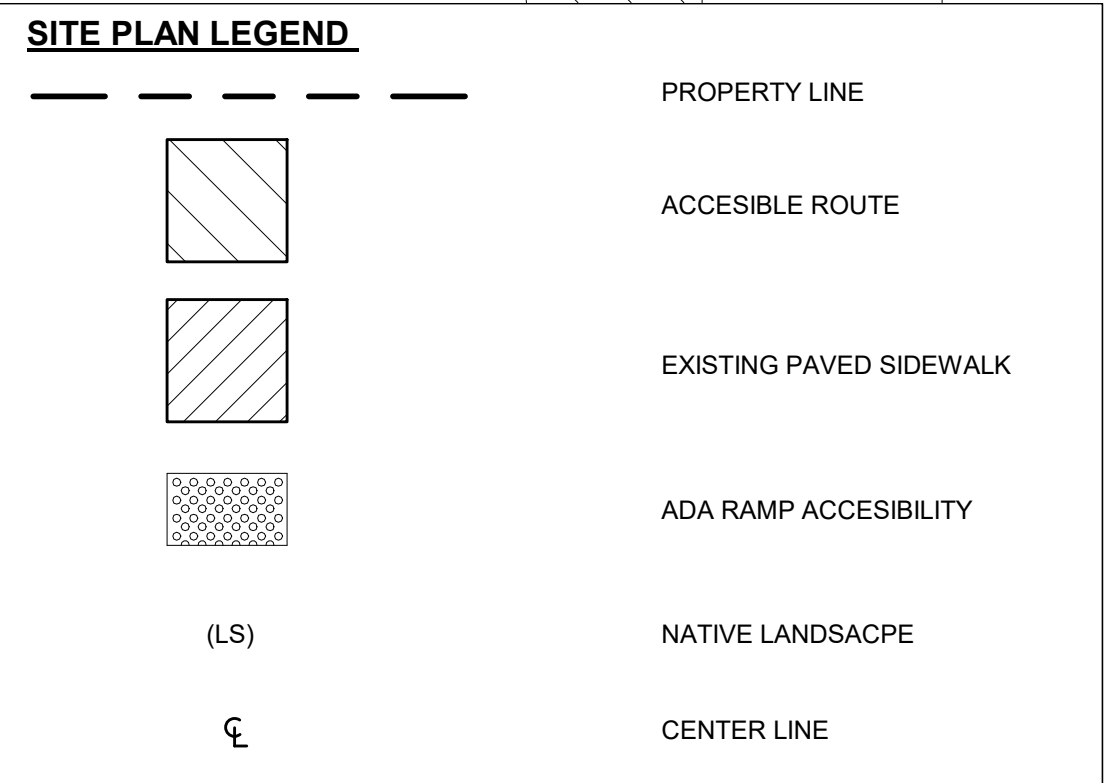 SITE PLAN LEGEND
PROPERTY LINE
ACCESIBLE ROUTE
EXISTING PAVED SIDEWALK
ADA RAMP ACCESIBILITY
(LS) NATIVE LANDSACPE
℄ CENTER LINE